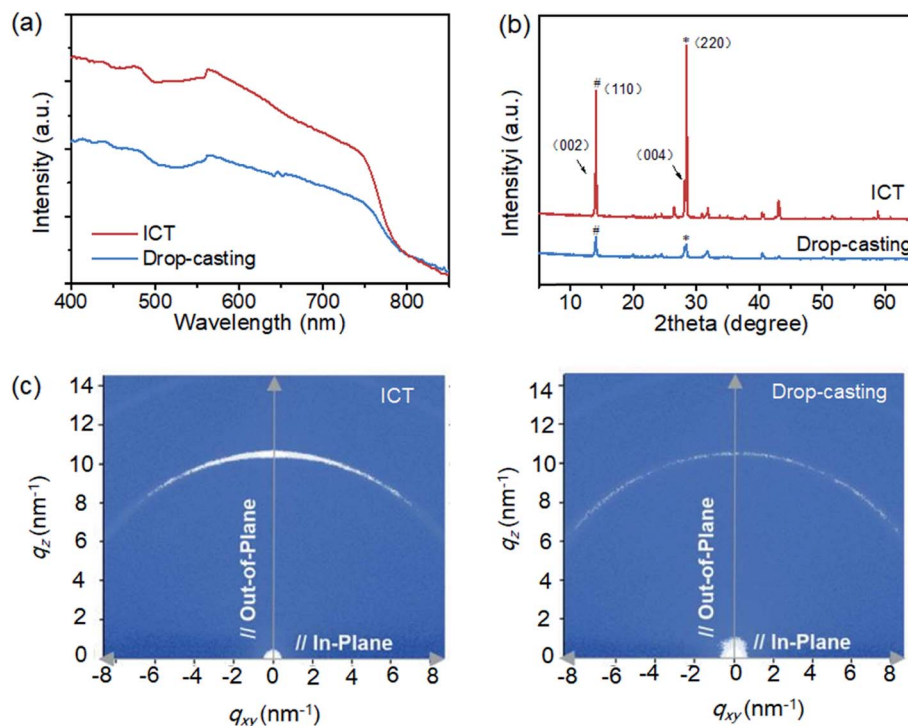 (a)
Intensity (a.u.)
ICT
Drop-casting
400 500 600 700 800
Wavelength (nm)
(b)
Intensityi (a.u.)
* (220)
# (110)
(002)
(004)
ICT
Drop-casting
# *
10 20 30 40 50 60
2theta (degree)
(c)
ICT
qz (nm-1)
14
12
10
8
6
4
2
0
// Out-of-Plane
// In-Plane
-8 -6 -4 -2 0 2 4 6 8
qxy (nm-1)
Drop-casting
qz (nm-1)
14
12
10
8
6
4
2
0
// Out-of-Plane
// In-Plane
-8 -6 -4 -2 0 2 4 6 8
qxy (nm-1)